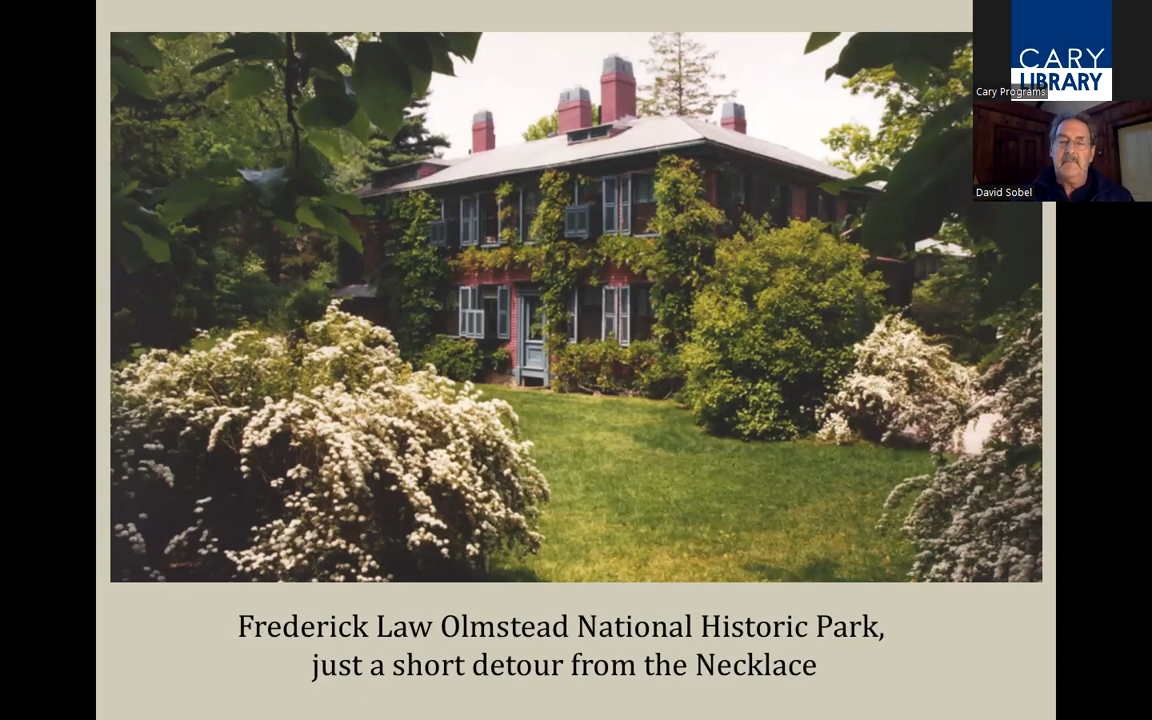 CARY
LIBRARY
Cary Programs
David Sobel
Frederick Law Olmstead National Historic Park,
just a short detour from the Necklace